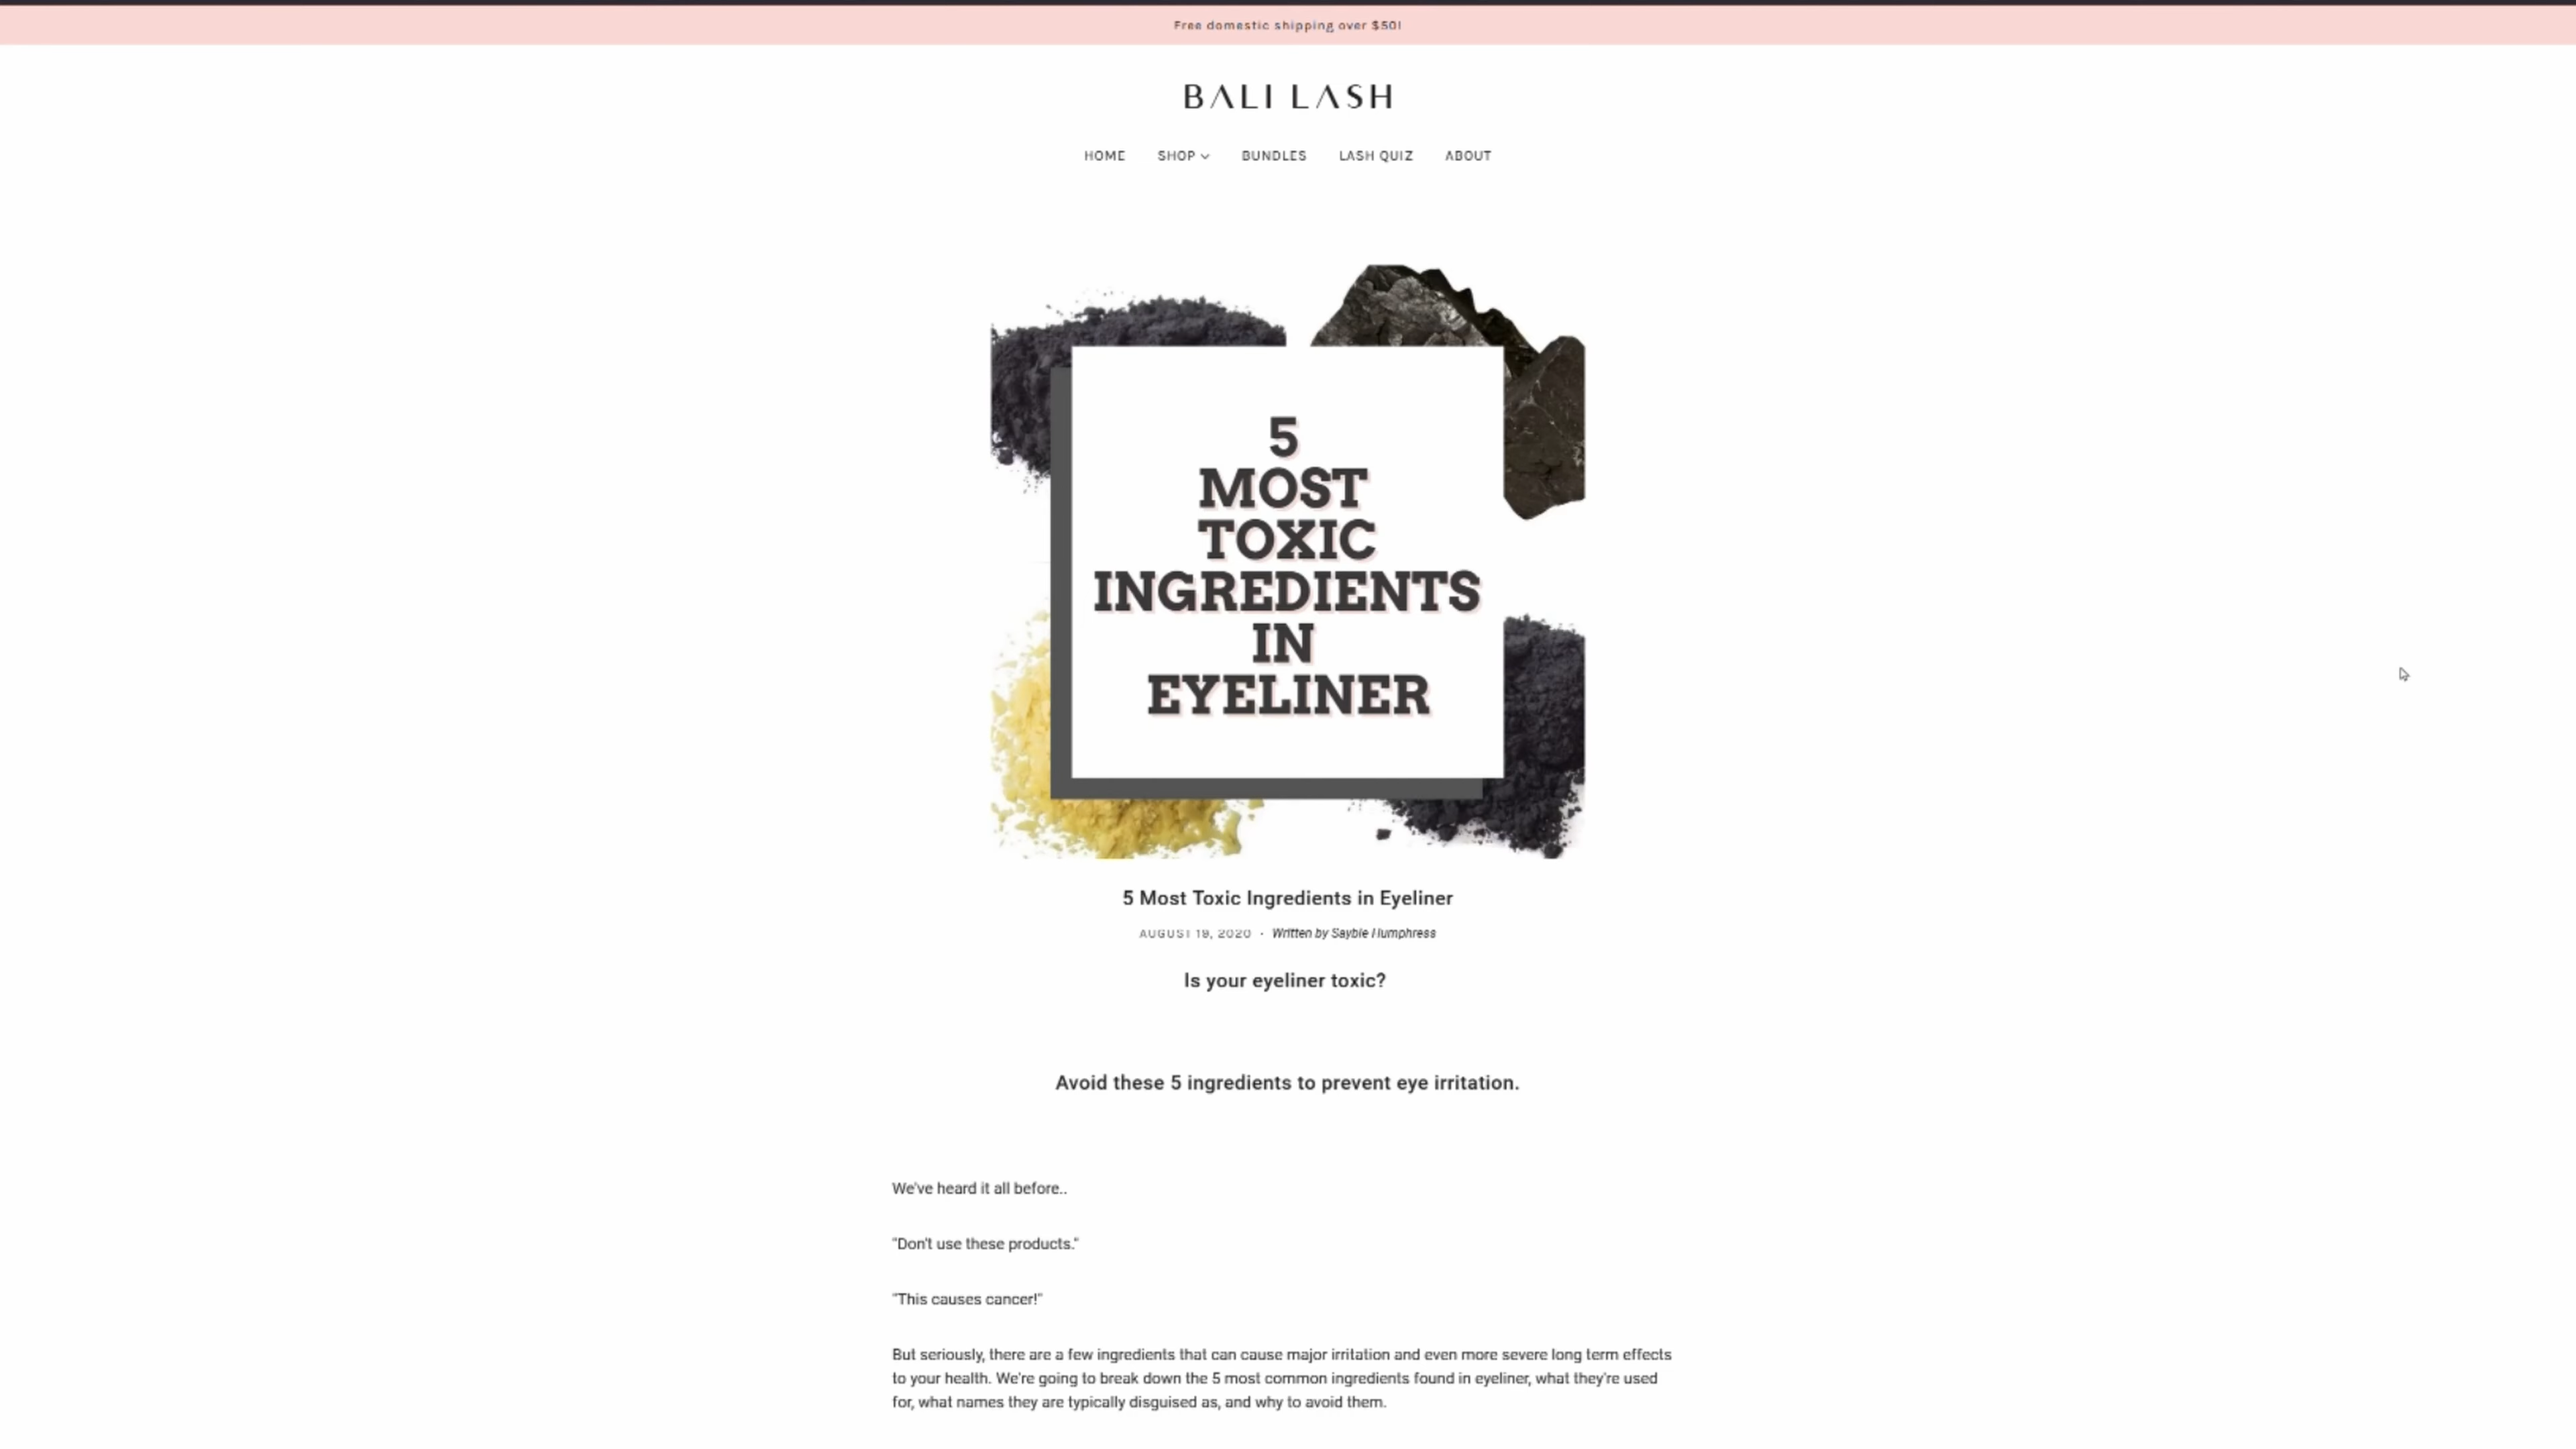 Free domestic shipping over $50!
BALI LASH
HOME SHOP BUNDLES LASH QUIZ ABOUT
5
MOST
TOXIC
INGREDIENTS
IN
EYELINER
5 Most Toxic Ingredients in Eyeliner
AUGUST 19, 2020 · Written by Saybie Humphress
Is your eyeliner toxic?
Avoid these 5 ingredients to prevent eye irritation.
We've heard it all before..
"Don't use these products."
"This causes cancer!"
But seriously, there are a few ingredients that can cause major irritation and even more severe long term effects
to your health. We're going to break down the 5 most common ingredients found in eyeliner, what they're used
for, what names they are typically disguised as, and why to avoid them.